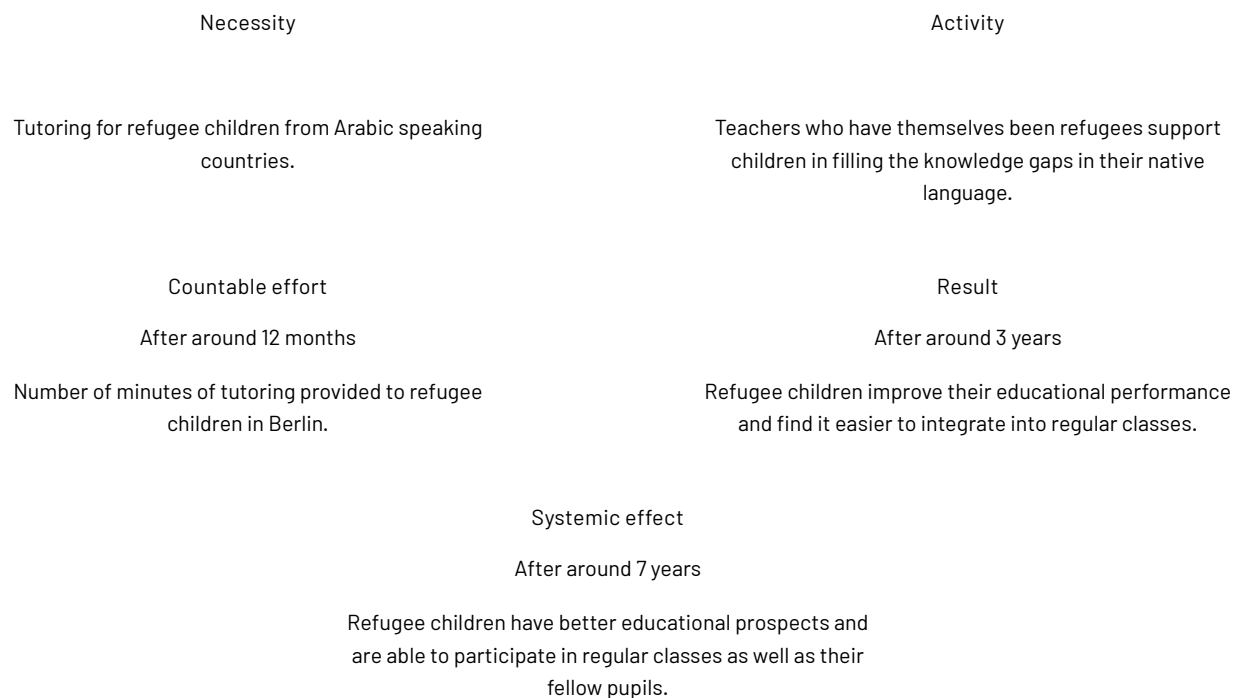 Necessity
Tutoring for refugee children from Arabic speaking
countries.
Activity
Teachers who have themselves been refugees support
children in filling the knowledge gaps in their native
language.
Countable effort
After around 12 months
Number of minutes of tutoring provided to refugee
children in Berlin.
Result
After around 3 years
Refugee children improve their educational performance
and find it easier to integrate into regular classes.
Systemic effect
After around 7 years
Refugee children have better educational prospects and
are able to participate in regular classes as well as their
fellow pupils.